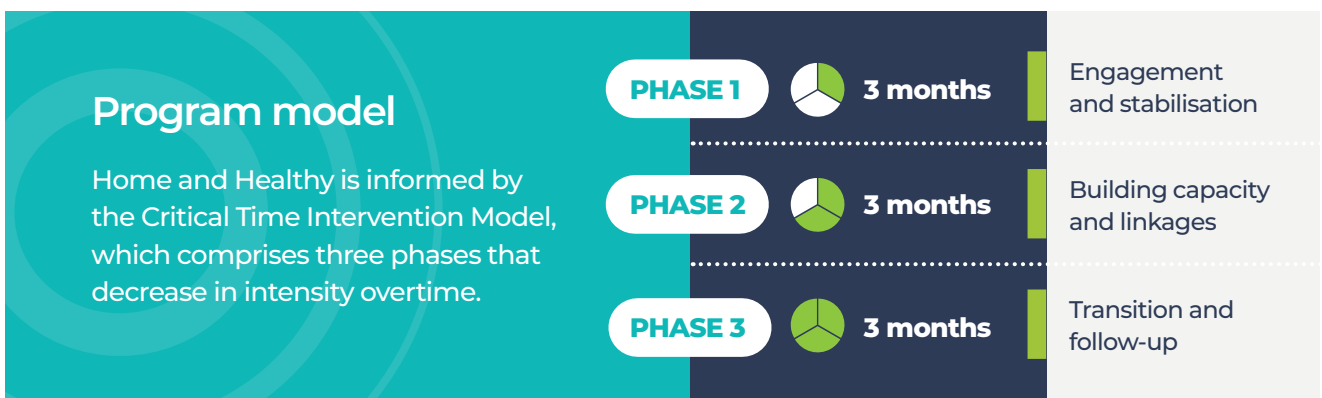 Program model
Home and Healthy is informed by
the Critical Time Intervention Model,
which comprises three phases that
decrease in intensity overtime.
PHASE 1
3 months
Engagement
and stabilisation
PHASE 2
3 months
Building capacity
and linkages
PHASE 3
3 months
Transition and
follow-up